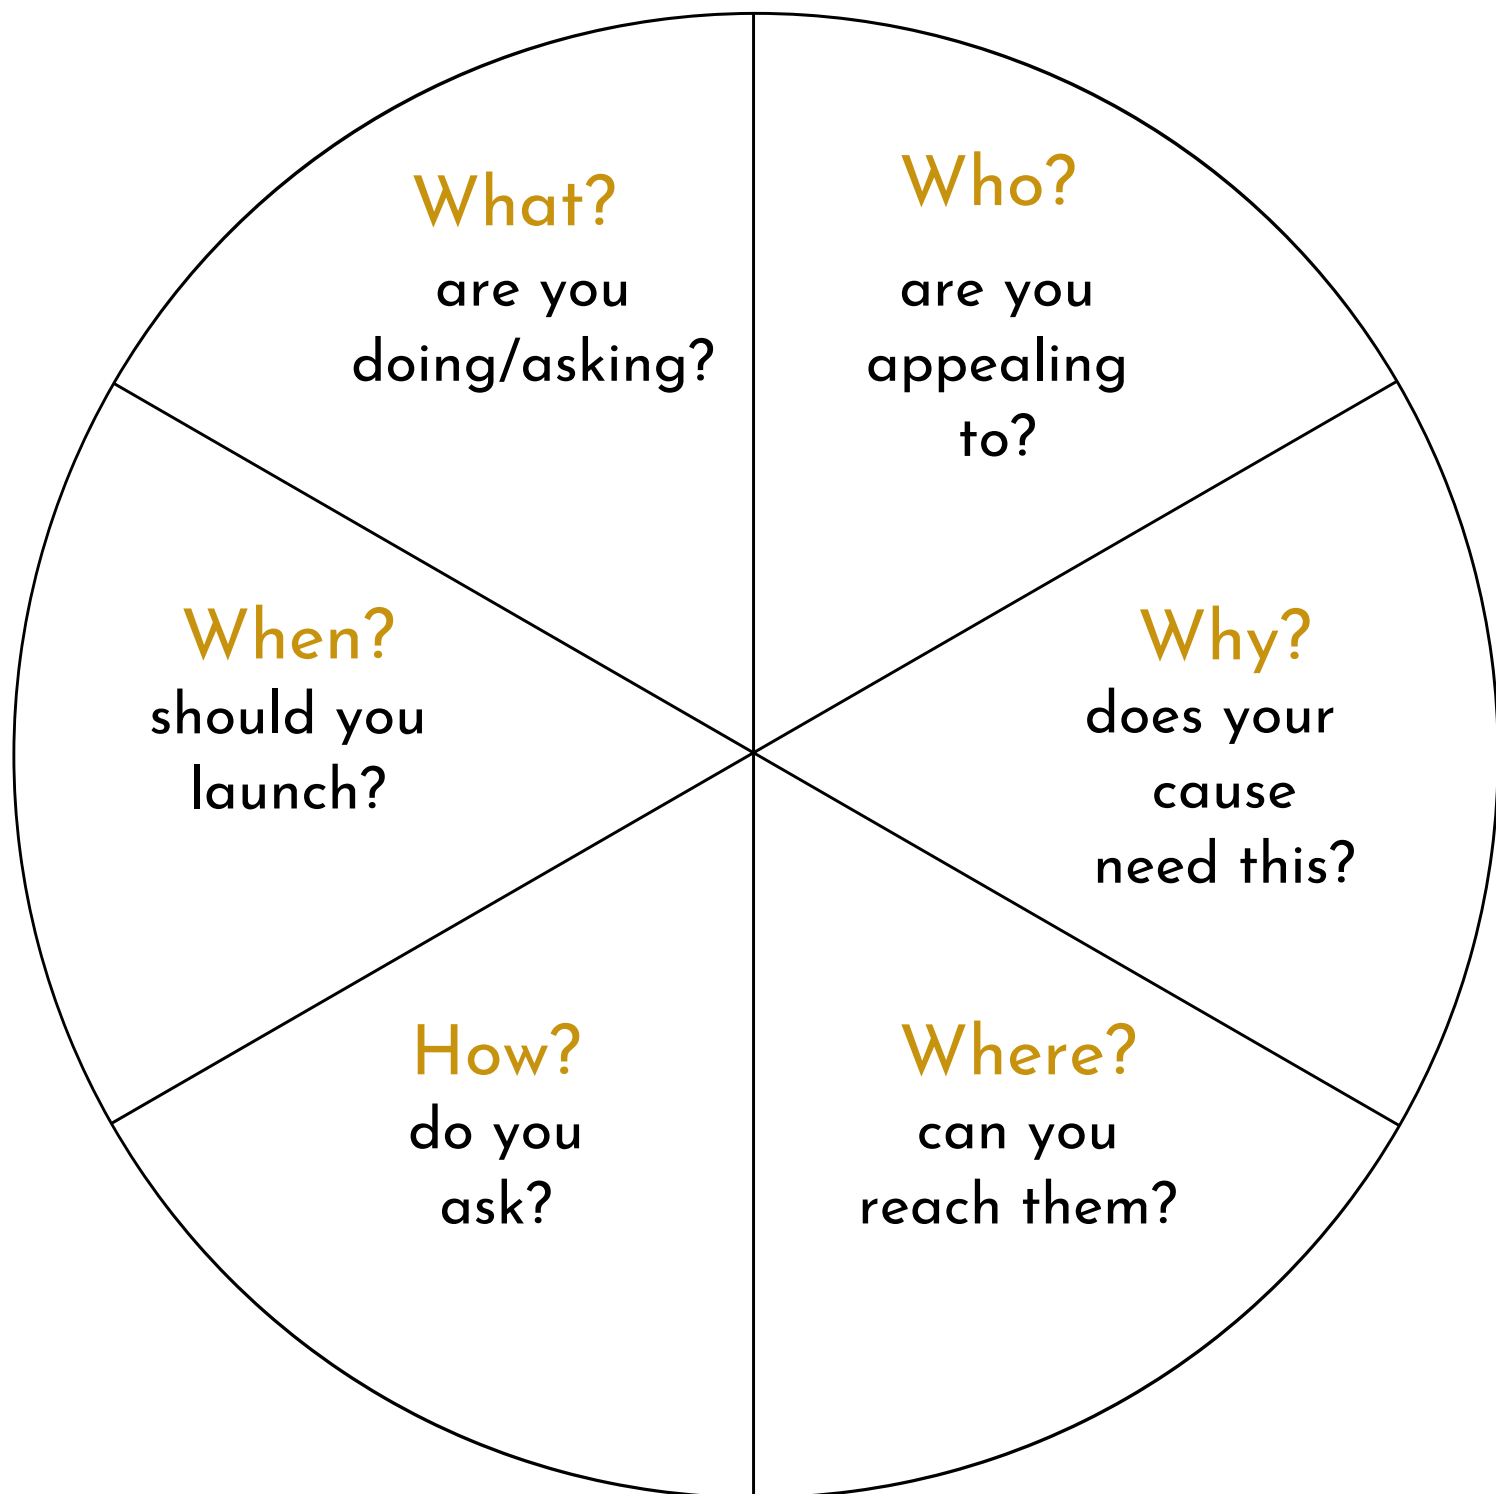 What?
are you
doing/asking?
Who?
are you
appealing
to?
When?
should you
launch?
Why?
does your
cause
need this?
How?
do you
ask?
Where?
can you
reach them?